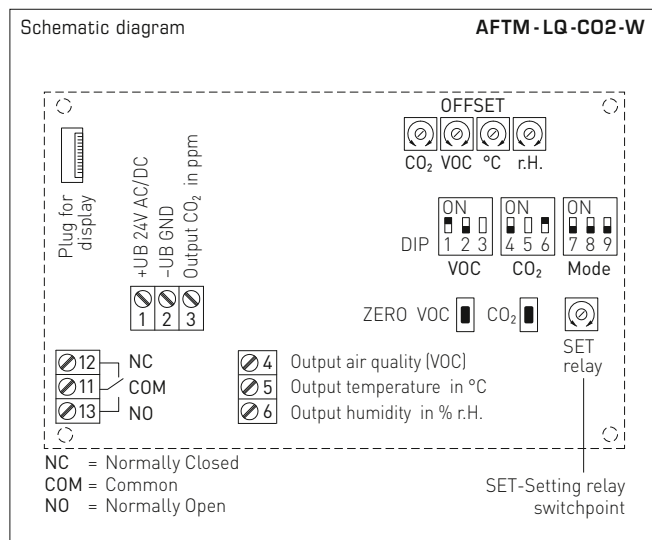 Schematic diagram AFTM-LQ-CO2-W
OFFSET
CO₂ VOC °C r.H.
Plug for
display
+UB 24V AC/DC
-UB GND
Output CO₂ in ppm
1 2 3
ON ON ON
DIP 1 2 3 4 5 6 7 8 9
VOC CO₂ Mode
ZERO VOC CO₂
SET
relay
12 NC
11 COM
13 NO
4 Output air quality (VOC)
5 Output temperature in °C
6 Output humidity in % r.H.
NC = Normally Closed
COM = Common
NO = Normally Open
SET-Setting relay
switchpoint